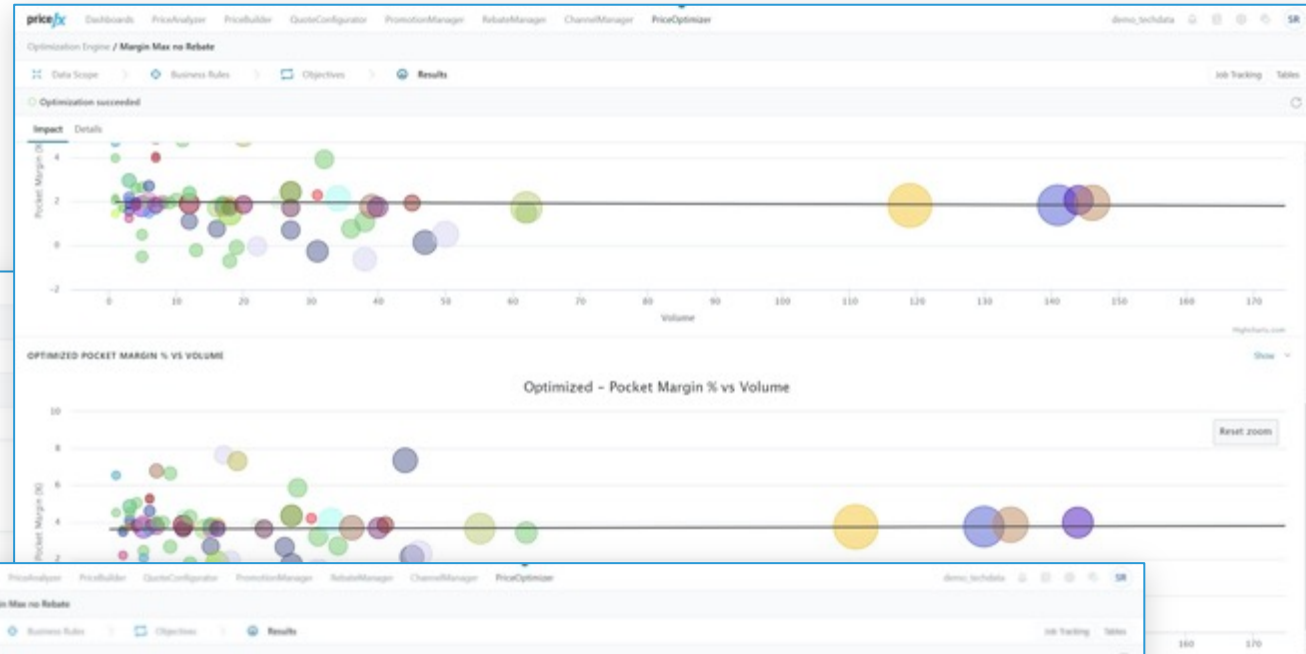 pricefx Dashboards PriceAnalyzer PriceBuilder QuoteConfigurator PromotionManager RebateManager ChannelManager PriceOptimizer demo_techdata SR
Optimization Engine / Margin Max no Rebate
Data Scope Business Rules Objectives Results Job Tracking Tables
Optimization succeeded
Impact Details
Pocket Margin (%
4
2
0
-2
0 10 20 30 40 50 60 70 80 90 100 110 120 130 140 150 160 170
Volume
Highcharts.com
OPTIMIZED POCKET MARGIN % VS VOLUME Show
Optimized - Pocket Margin % vs Volume
Reset zoom
Pocket Margin (%)
10
8
6
4
2
160 170
PriceAnalyzer PriceBuilder QuoteConfigurator PromotionManager RebateManager ChannelManager PriceOptimizer demo_techdata SR
in Max no Rebate
Business Rules Objectives Results Job Tracking Tables